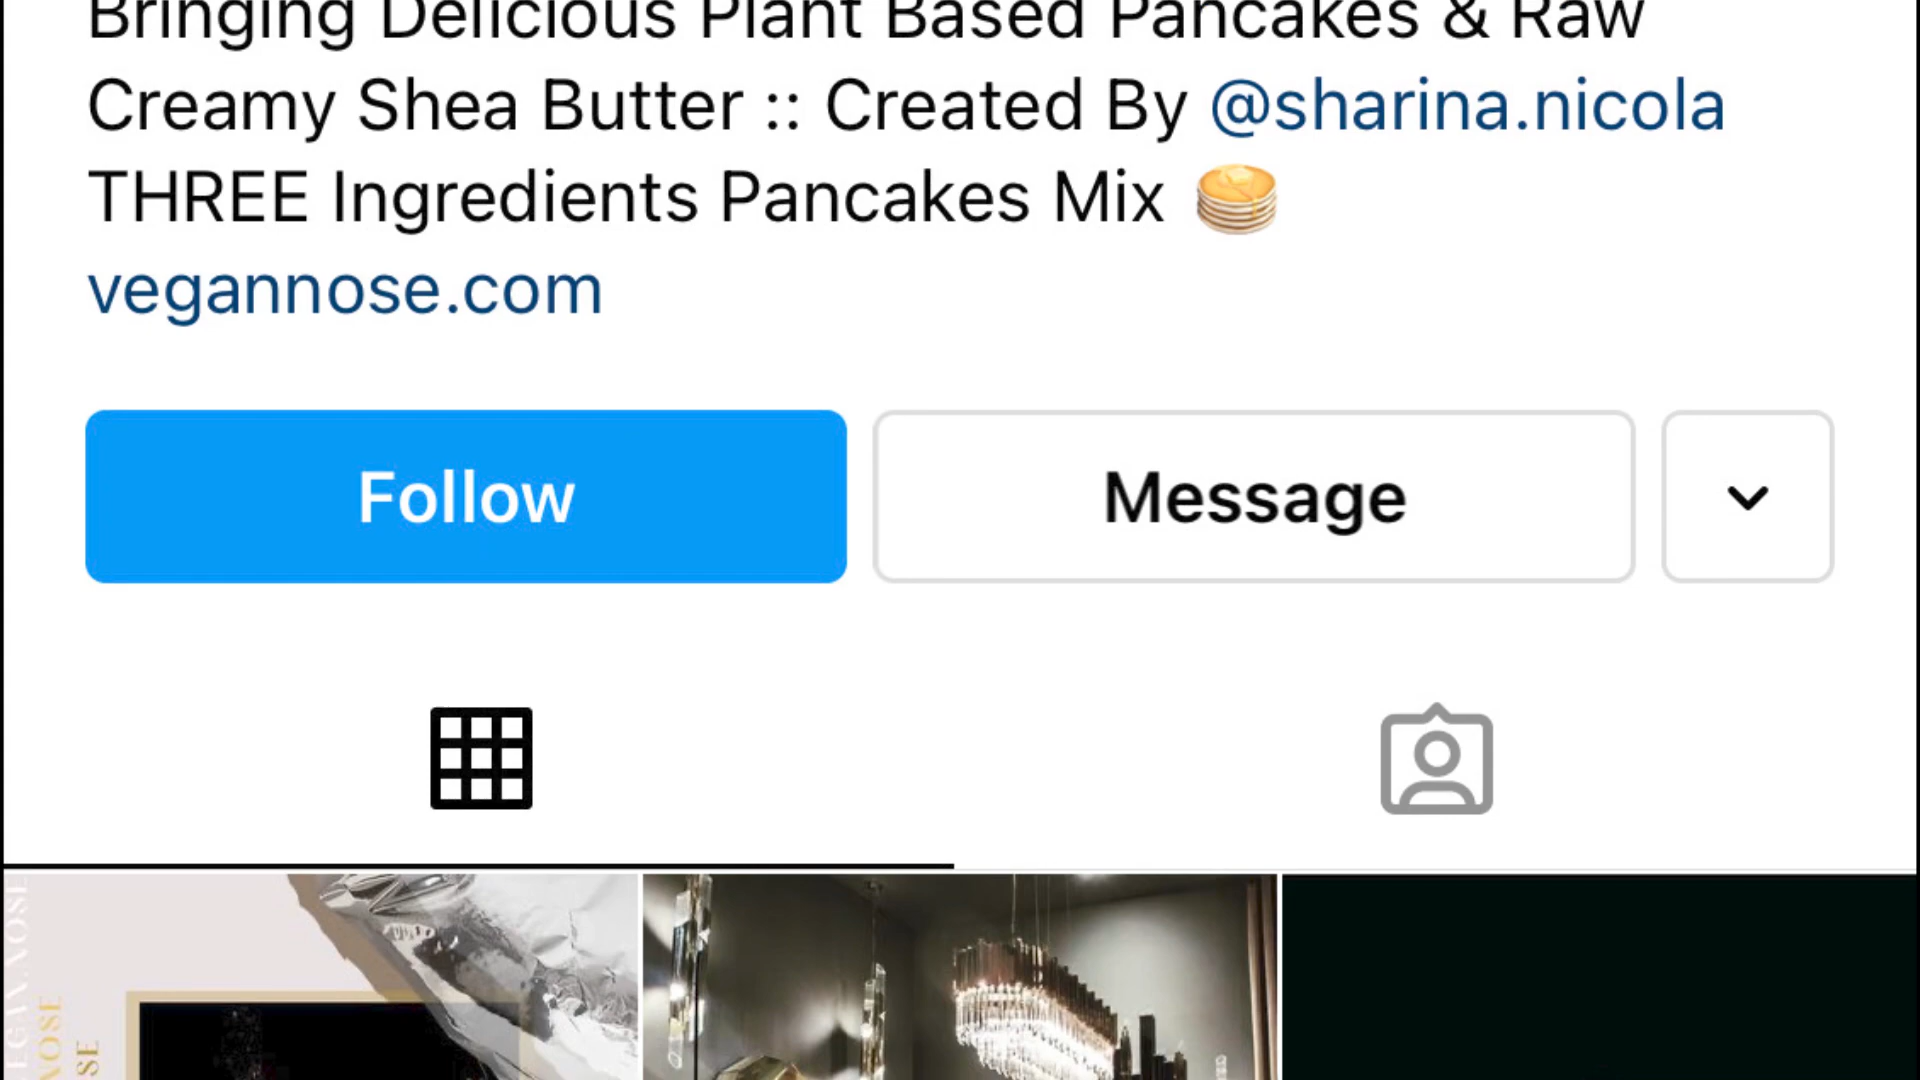 Bringing Delicious Plant Based Pancakes & Raw
Creamy Shea Butter :: Created By @sharina.nicola
THREE Ingredients Pancakes Mix 🥞
vegannose.com
Follow
Message